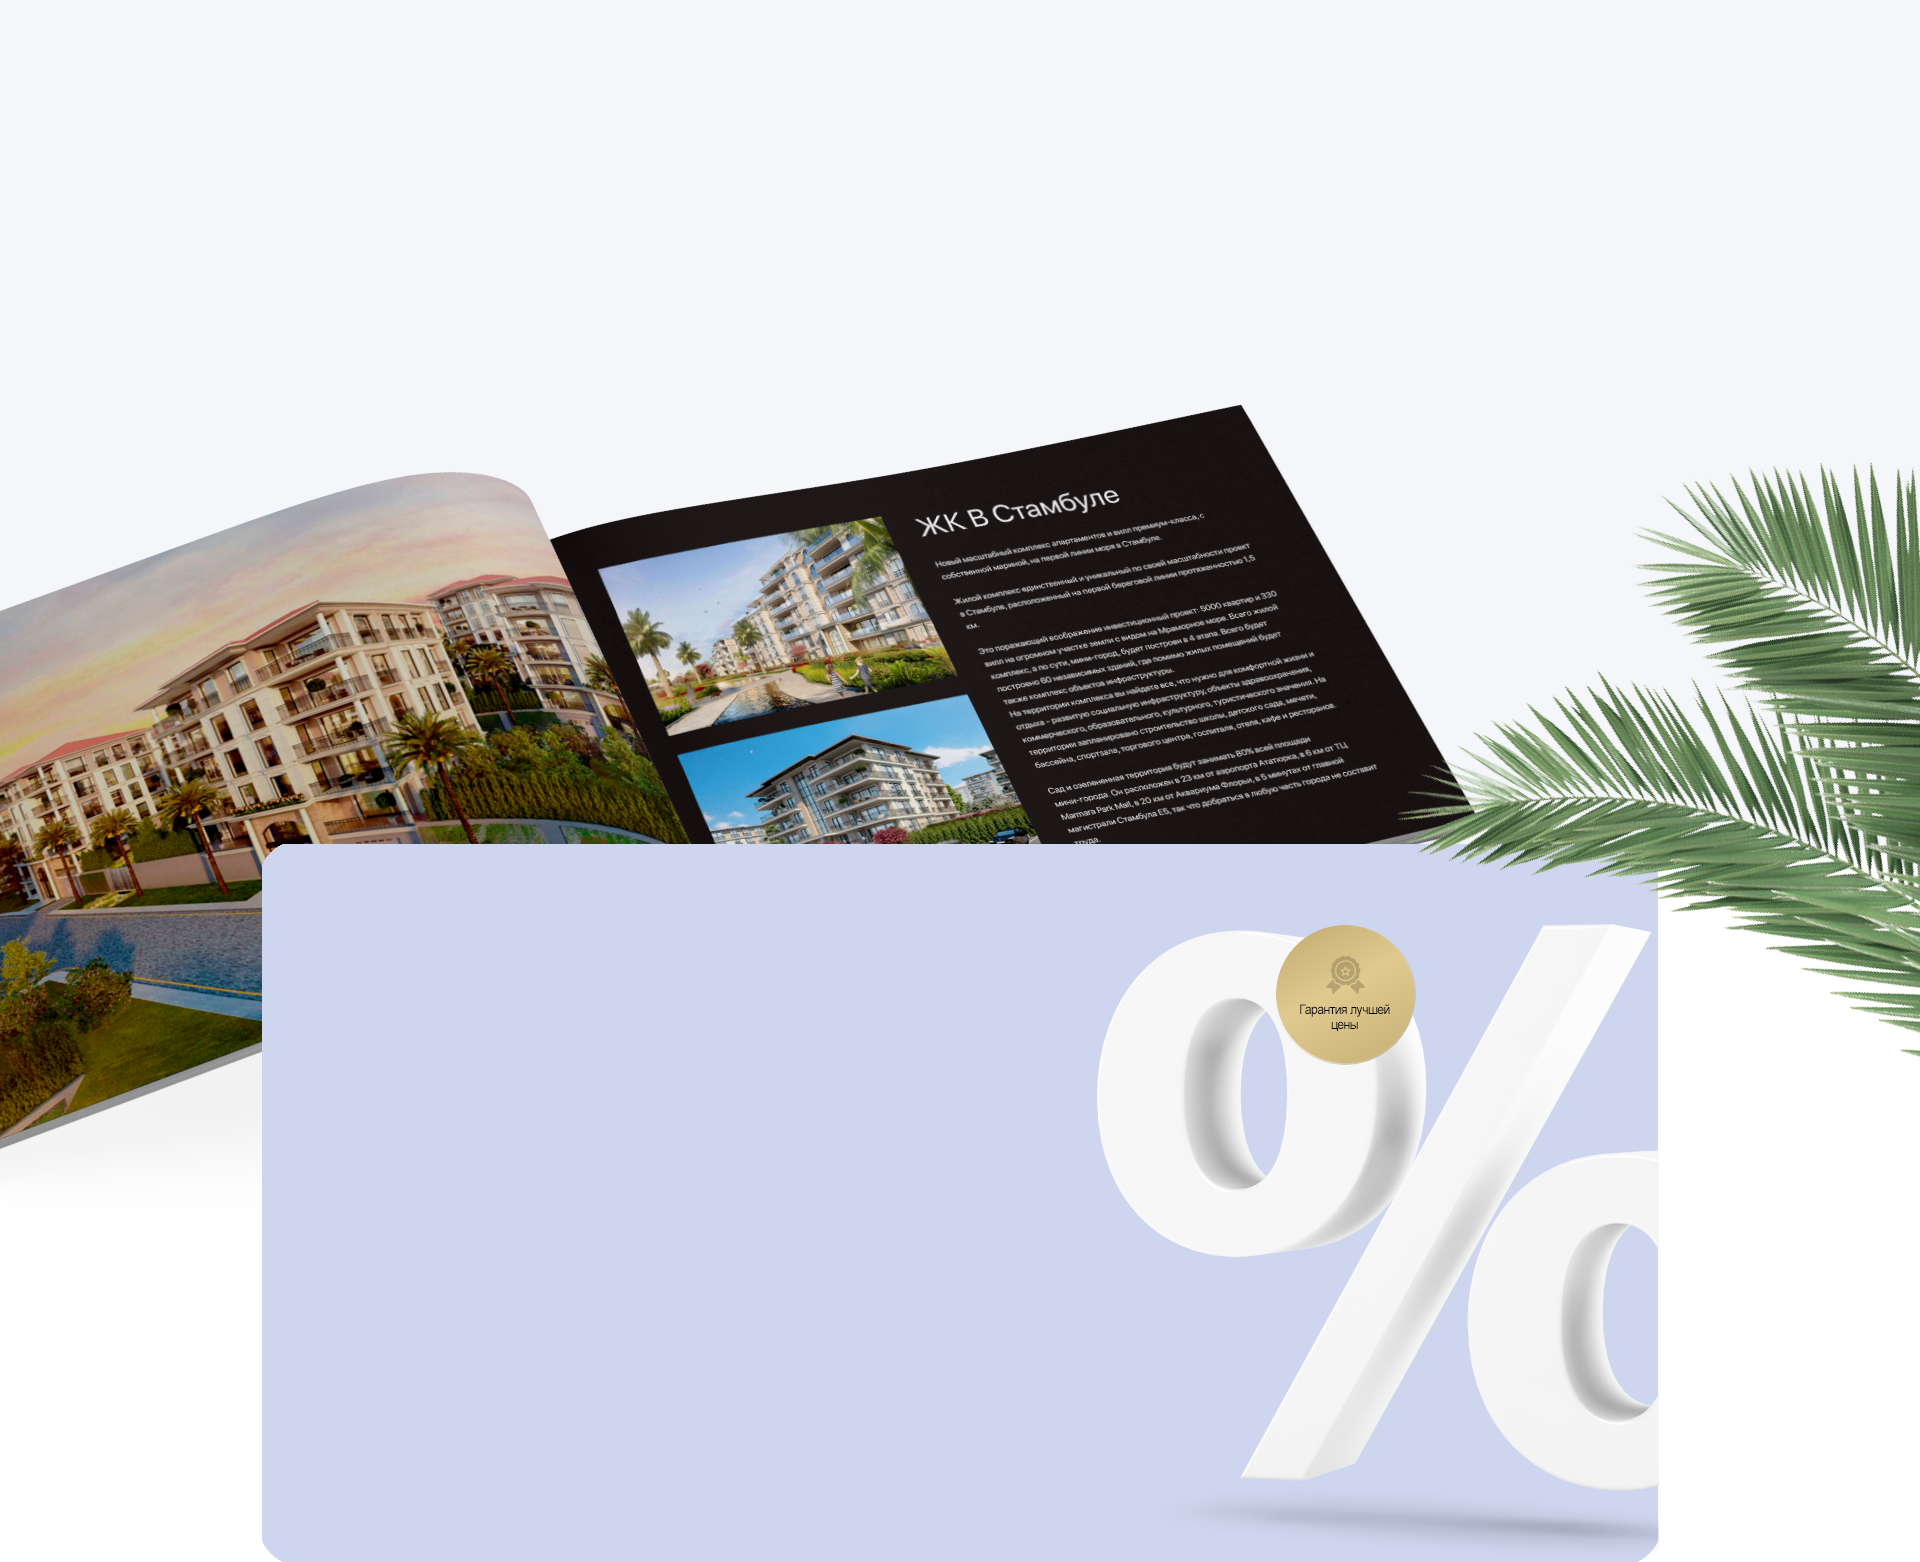 ЖК В Стамбуле
Новый масштабный комплекс апартаментов и вилл премиум-класса, с
собственной мариной, на первой линии моря в Стамбуле.
Жилой комплекс единственный и уникальный по своей масштабности проект
в Стамбуле, расположенный на первой береговой линии протяженностью 1,5
км.
Это поражающий воображение инвестиционный проект: 5000 квартир и 330
вилл на огромном участке земли с видом на Мраморное море. Всего жилой
комплекс, а по сути, мини-город, будет построен в 4 этапа. Всего будет
построено 60 независимых зданий, где помимо жилых помещений будет
также комплекс объектов инфраструктуры.
На территории комплекса вы найдете все, что нужно для комфортной жизни и
отдыха - развитую социальную инфраструктуру, объекты здравоохранения,
коммерческого, образовательного, культурного, туристического значения. На
территории запланировано строительство школы, детского сада, мечети,
бассейна, спортзала, торгового центра, госпиталя, отеля, кафе и ресторанов.
Сад и озелененная территория будут занимать 80% всей площади
мини-города. Он расположен в 23 км от аэропорта Ататюрка, в 6 км от ТЦ
Marmara Park Mall, в 20 км от Аквариума Флорьи, в 5 минутах от главной
магистрали Стамбула E5, так что добраться в любую часть города не составит
труда.
Гарантия лучшей
цены